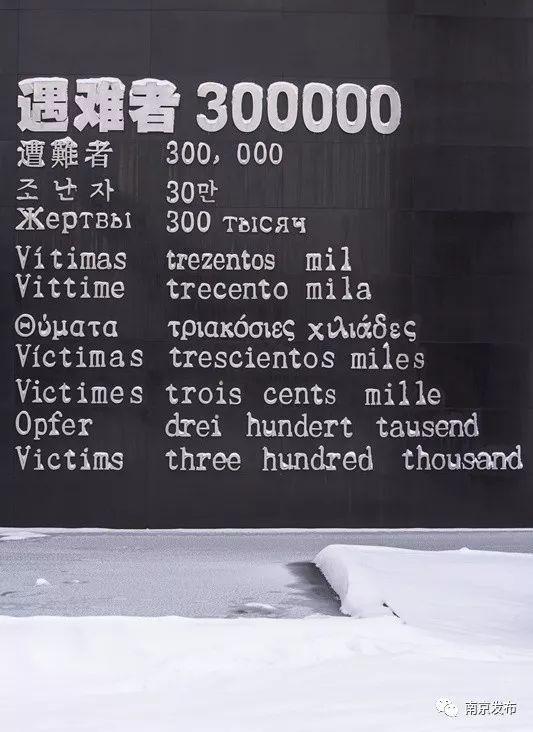 遇难者 300000
遭難者 300，000
조난자 30만
Жертвы 300 тысяч
Vítimas trezentos mil
Vittime trecento mila
Θύματα τριακόσιες χιλιάδες
Víctimas trescientos miles
Victimes trois cents mille
Opfer drei hundert tausend
Victims three hundred thousand
南京发布